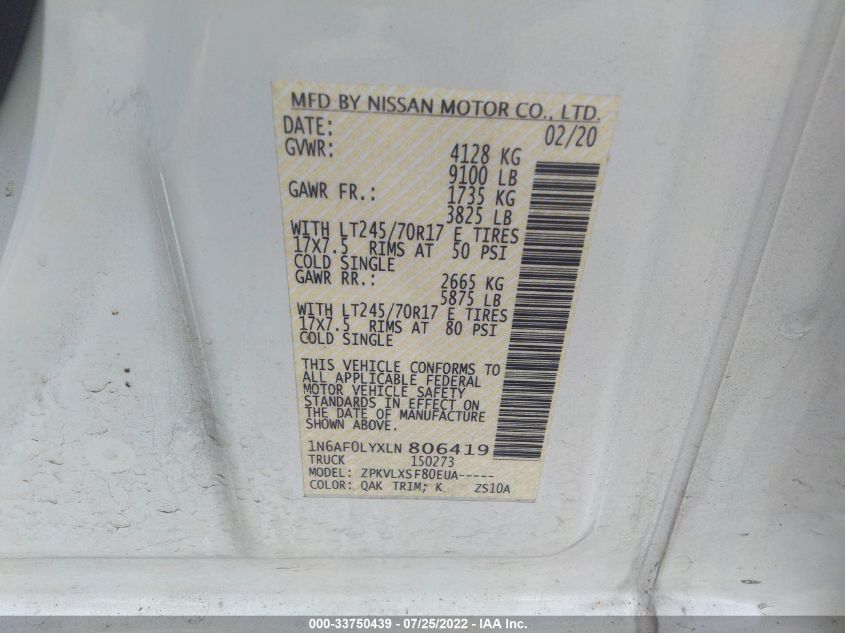 MFD BY NISSAN MOTOR CO., LTD.
DATE: 02/20
GVWR: 4128 KG
9100 LB
GAWR FR.: 1735 KG
3825 LB
WITH LT245/70R17 E TIRES
17X7.5 RIMS AT 50 PSI
COLD SINGLE
GAWR RR.: 2665 KG
5875 LB
WITH LT245/70R17 E TIRES
17X7.5 RIMS AT 80 PSI
COLD SINGLE
THIS VEHICLE CONFORMS TO
ALL APPLICABLE FEDERAL
MOTOR VEHICLE SAFETY
STANDARDS IN EFFECT ON
THE DATE OF MANUFACTURE
SHOWN ABOVE.
1N6AF0LYXLN 806419
TRUCK 150273
MODEL: ZPKVLXSF80EUA-----
COLOR: QAK TRIM; K ZS10A
000-33750439 - 07/25/2022 - IAA Inc.